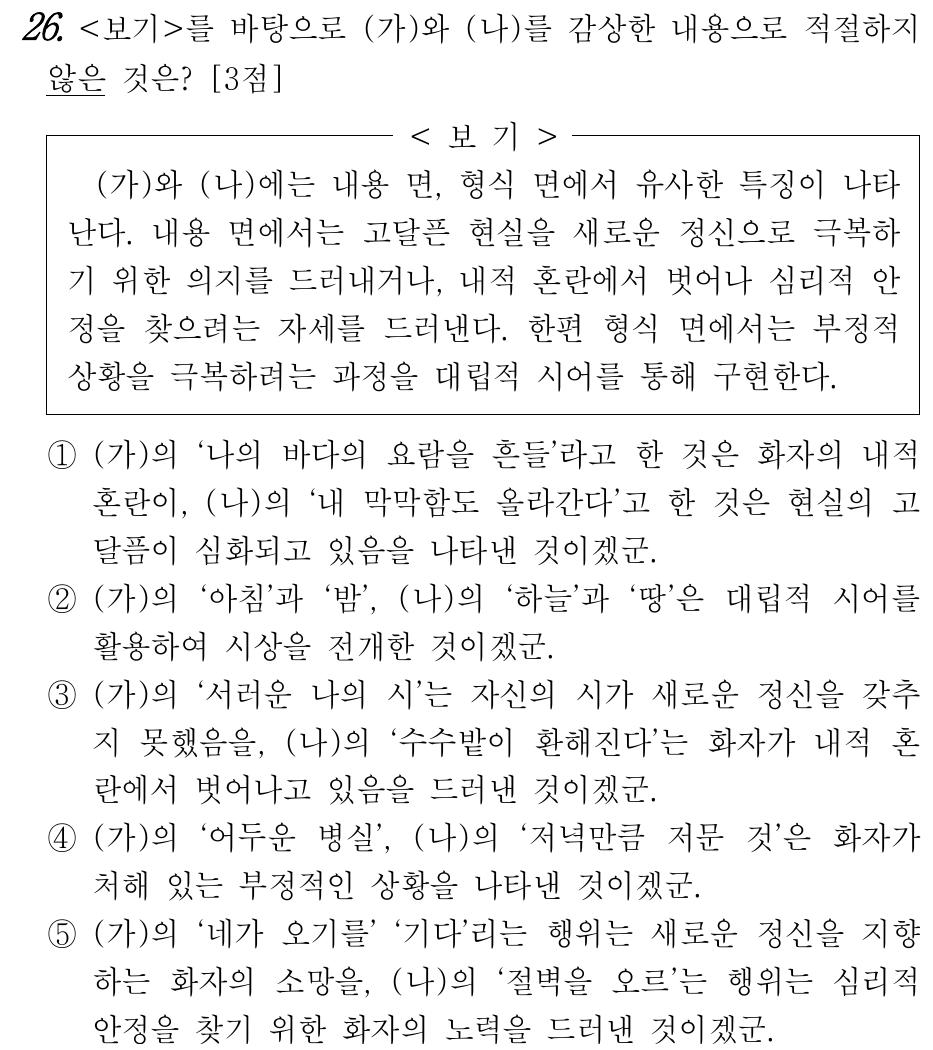 26. <보기>를 바탕으로 (가)와 (나)를 감상한 내용으로 적절하지
않은 것은? [3점]
< 보 기 >
(가)와 (나)에는 내용 면, 형식 면에서 유사한 특징이 나타
난다. 내용 면에서는 고달픈 현실을 새로운 정신으로 극복하
기 위한 의지를 드러내거나, 내적 혼란에서 벗어나 심리적 안
정을 찾으려는 자세를 드러낸다. 한편 형식 면에서는 부정적
상황을 극복하려는 과정을 대립적 시어를 통해 구현한다.
① (가)의 ‘나의 바다의 요람을 흔들’라고 한 것은 화자의 내적
혼란이, (나)의 ‘내 막막함도 올라간다’고 한 것은 현실의 고
달픔이 심화되고 있음을 나타낸 것이겠군.
② (가)의 ‘아침’과 ‘밤’, (나)의 ‘하늘’과 ‘땅’은 대립적 시어를
활용하여 시상을 전개한 것이겠군.
③ (가)의 ‘서러운 나의 시’는 자신의 시가 새로운 정신을 갖추
지 못했음을, (나)의 ‘수수밭이 환해진다’는 화자가 내적 혼
란에서 벗어나고 있음을 드러낸 것이겠군.
④ (가)의 ‘어두운 병실’, (나)의 ‘저녁만큼 저문 것’은 화자가
처해 있는 부정적인 상황을 나타낸 것이겠군.
⑤ (가)의 ‘네가 오기를’ ‘기다’리는 행위는 새로운 정신을 지향
하는 화자의 소망을, (나)의 ‘절벽을 오르’는 행위는 심리적
안정을 찾기 위한 화자의 노력을 드러낸 것이겠군.